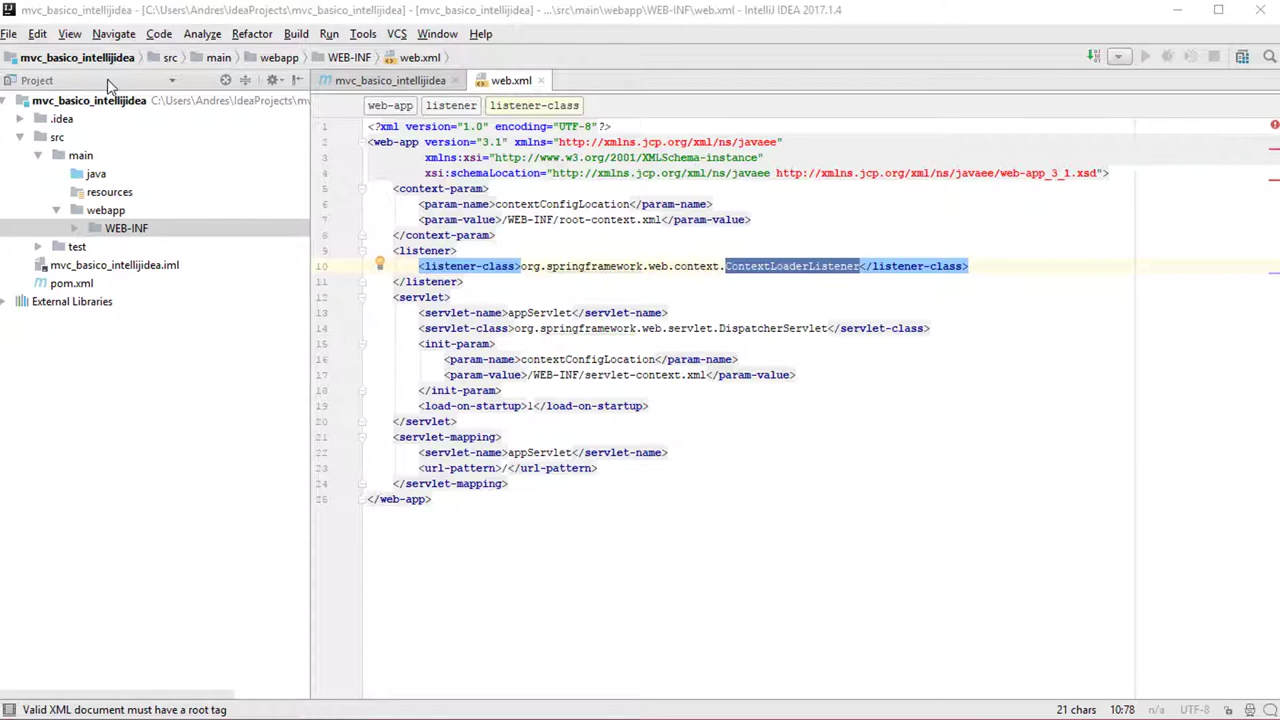 mvc_basico_intellijidea - [C:\Users\Andres\IdeaProjects\mvc_basico_intellijidea] - [mvc_basico_intellijidea] - ...\src\main\webapp\WEB-INF\web.xml - IntelliJ IDEA 2017.1.4
File Edit View Navigate Code Analyze Refactor Build Run Tools VCS Window Help
mvc_basico_intellijidea src main webapp WEB-INF web.xml
Project
mvc_basico_intellijidea C:\Users\Andres\IdeaProjects\m
.idea
src
main
java
resources
webapp
WEB-INF
test
mvc_basico_intellijidea.iml
pom.xml
External Libraries
mvc_basico_intellijidea web.xml
web-app listener listener-class
1 <?xml version="1.0" encoding="UTF-8"?>
2 <web-app version="3.1" xmlns="http://xmlns.jcp.org/xml/ns/javaee"
3 xmlns:xsi="http://www.w3.org/2001/XMLSchema-instance"
4 xsi:schemaLocation="http://xmlns.jcp.org/xml/ns/javaee http://xmlns.jcp.org/xml/ns/javaee/web-app_3_1.xsd">
5 <context-param>
6 <param-name>contextConfigLocation</param-name>
7 <param-value>/WEB-INF/root-context.xml</param-value>
8 </context-param>
9 <listener>
10 <listener-class>org.springframework.web.context.ContextLoaderListener</listener-class>
11 </listener>
12 <servlet>
13 <servlet-name>appServlet</servlet-name>
14 <servlet-class>org.springframework.web.servlet.DispatcherServlet</servlet-class>
15 <init-param>
16 <param-name>contextConfigLocation</param-name>
17 <param-value>/WEB-INF/servlet-context.xml</param-value>
18 </init-param>
19 <load-on-startup>1</load-on-startup>
20 </servlet>
21 <servlet-mapping>
22 <servlet-name>appServlet</servlet-name>
23 <url-pattern>/</url-pattern>
24 </servlet-mapping>
25 </web-app>
Valid XML document must have a root tag 21 chars 10:78 n/a UTF-8